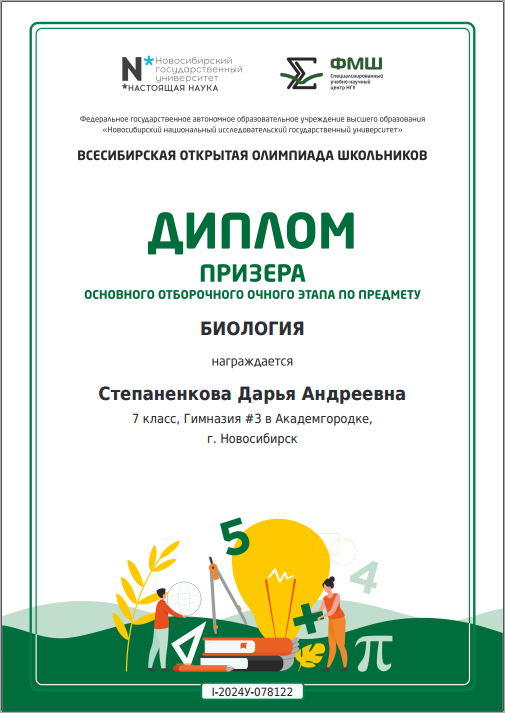 N* Новосибирский
государственный
университет
*НАСТОЯЩАЯ НАУКА
ФМШ
Специализированный
учебно-научный
центр НГУ
Федеральное государственное автономное образовательное учреждение высшего образования
«Новосибирский национальный исследовательский государственный университет»
ВСЕСИБИРСКАЯ ОТКРЫТАЯ ОЛИМПИАДА ШКОЛЬНИКОВ
ДИПЛОМ
ПРИЗЕРА
ОСНОВНОГО ОТБОРОЧНОГО ОЧНОГО ЭТАПА ПО ПРЕДМЕТУ
БИОЛОГИЯ
награждается
Степаненкова Дарья Андреевна
7 класс, Гимназия #3 в Академгородке,
г. Новосибирск
5
4
+
π
I-2024У-078122